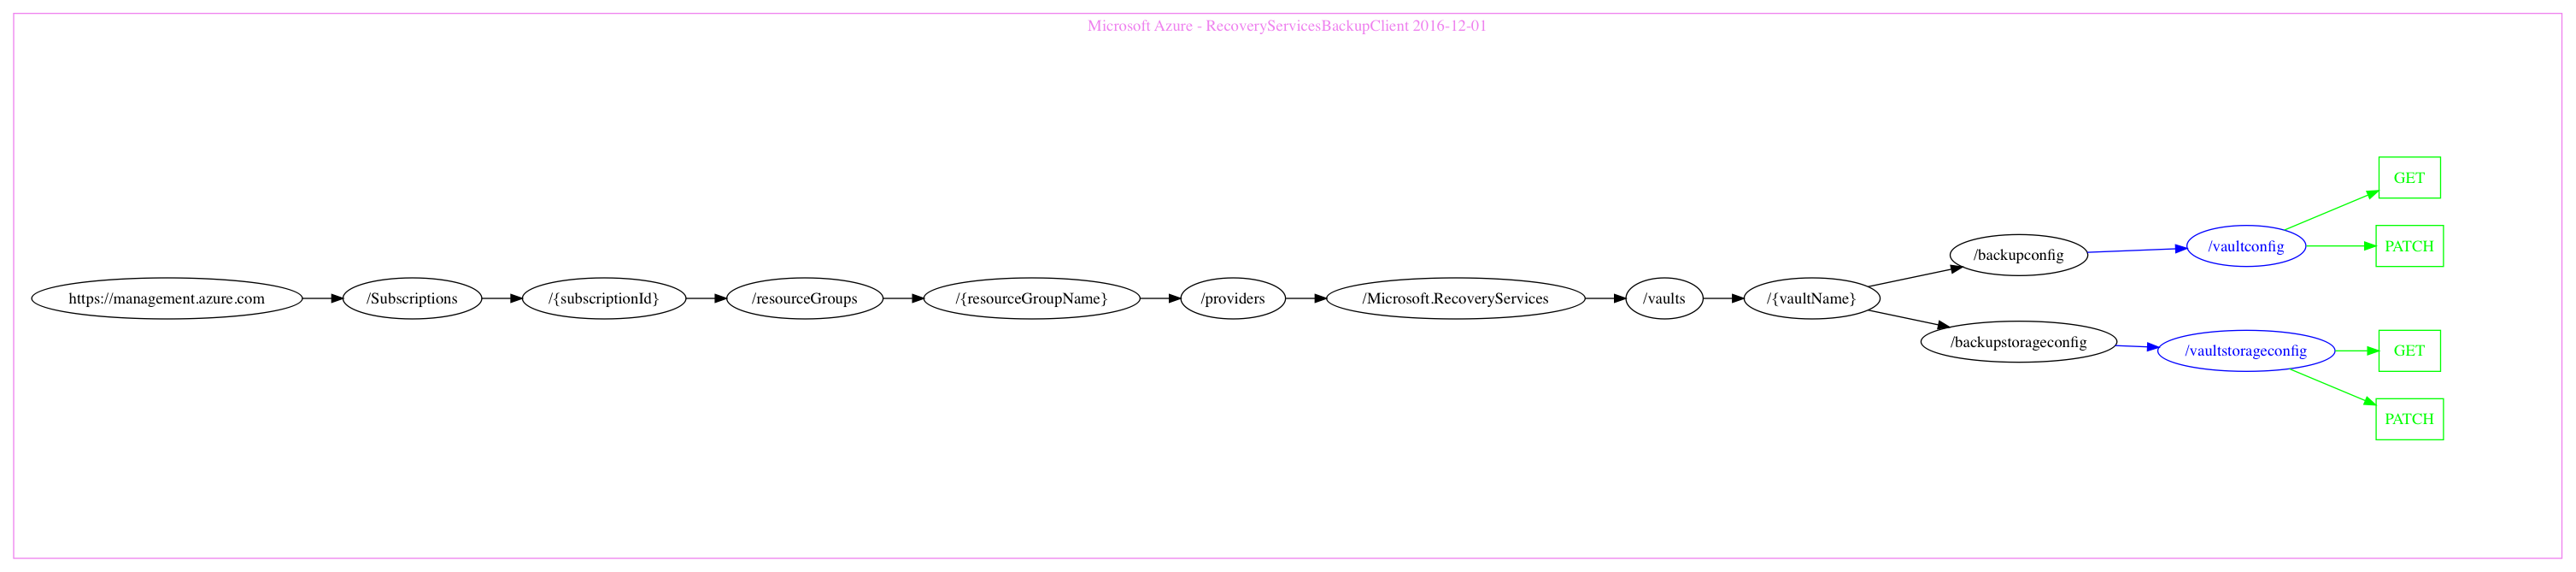 Microsoft Azure - RecoveryServicesBackupClient 2016-12-01
https://management.azure.com
/Subscriptions
/{subscriptionId}
/resourceGroups
/{resourceGroupName}
/providers
/Microsoft.RecoveryServices
/vaults
/{vaultName}
/backupconfig
/vaultconfig
GET
PATCH
/backupstorageconfig
/vaultstorageconfig
GET
PATCH